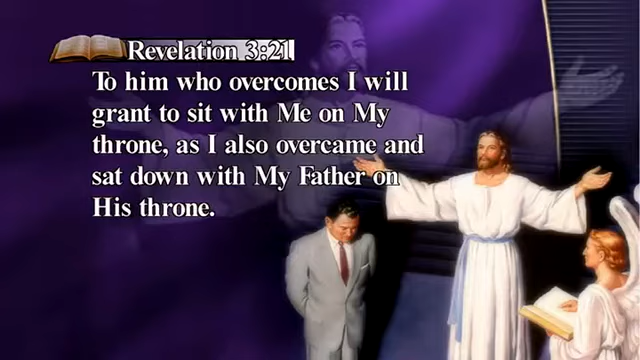 Revelation 3:21
To him who overcomes I will
grant to sit with Me on My
throne, as I also overcame and
sat down with My Father on
His throne.